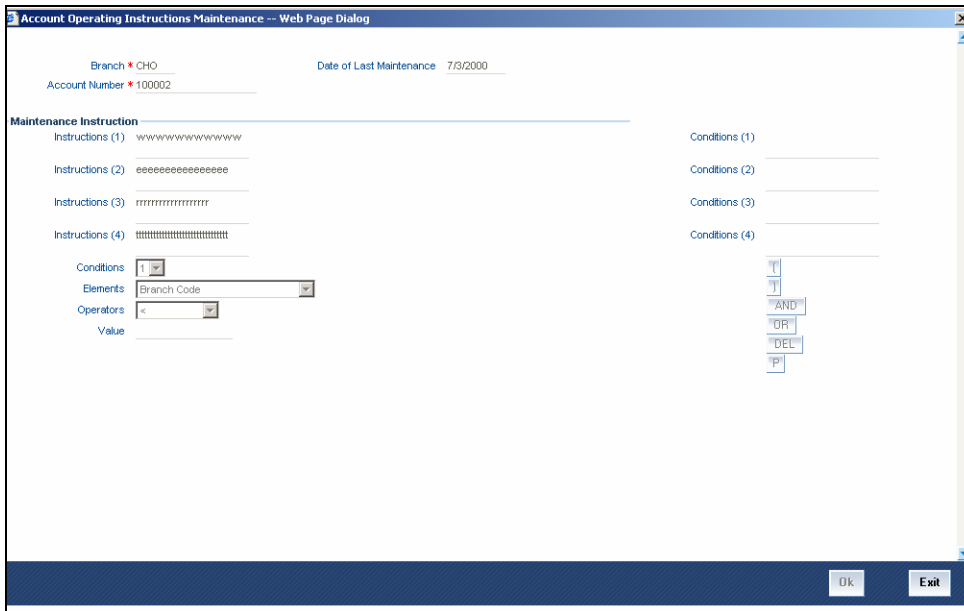 Account Operating Instructions Maintenance -- Web Page Dialog
Branch * CHO Date of Last Maintenance 7/3/2000
Account Number * 100002
Maintenance Instruction
Instructions (1) wwwwwwwwwww Conditions (1)
Instructions (2) eeeeeeeeeeeeeeee Conditions (2)
Instructions (3) rrrrrrrrrrrrrrrrrr Conditions (3)
Instructions (4) Conditions (4)
Conditions 1
Elements Branch Code
Operators <
Value
AND
OR
DEL
P
Ok Exit